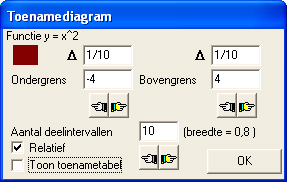 Toenamediagram
Functie y = x^2
Δ 1/10 Δ 1/10
Ondergrens -4 Bovengrens 4
Aantal deelintervallen 10 (breedte = 0,8 )
Relatief
Toon toenametabel
OK